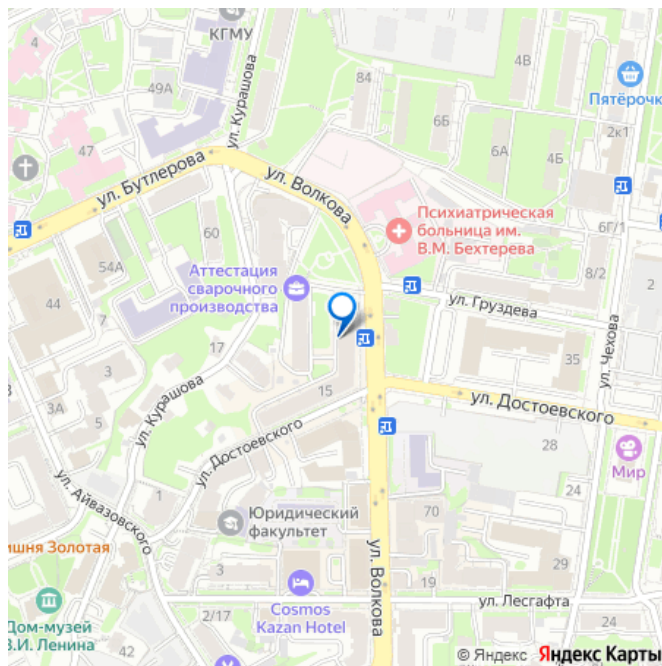 КГМУ
4
49А
ул. Курашова
84
4В
Пятёрочк
2к1
47
6Б
6А
4Б
ул. Бутлерова
ул. Волкова
Психиатрическая
больница им.
В.М. Бехтерева
6Г/1
60
54А
Аттестация
сварочного
производства
8/2
2
44
ул. Груздева
ул. Чехова
17
3
35
3А
15
ул. Курашова
ул. Достоевского
ул. Достоевского
28
Мир
ул. Айвазовского
1
24
70
Юридический
факультет
ишня Золотая
ул. Волкова
29
3
19
ул. Лесгафта
Cosmos
Kazan Hotel
2/17
24
Дом-музей
В.И. Ленина
42
© Яндекс Яндекс Карты